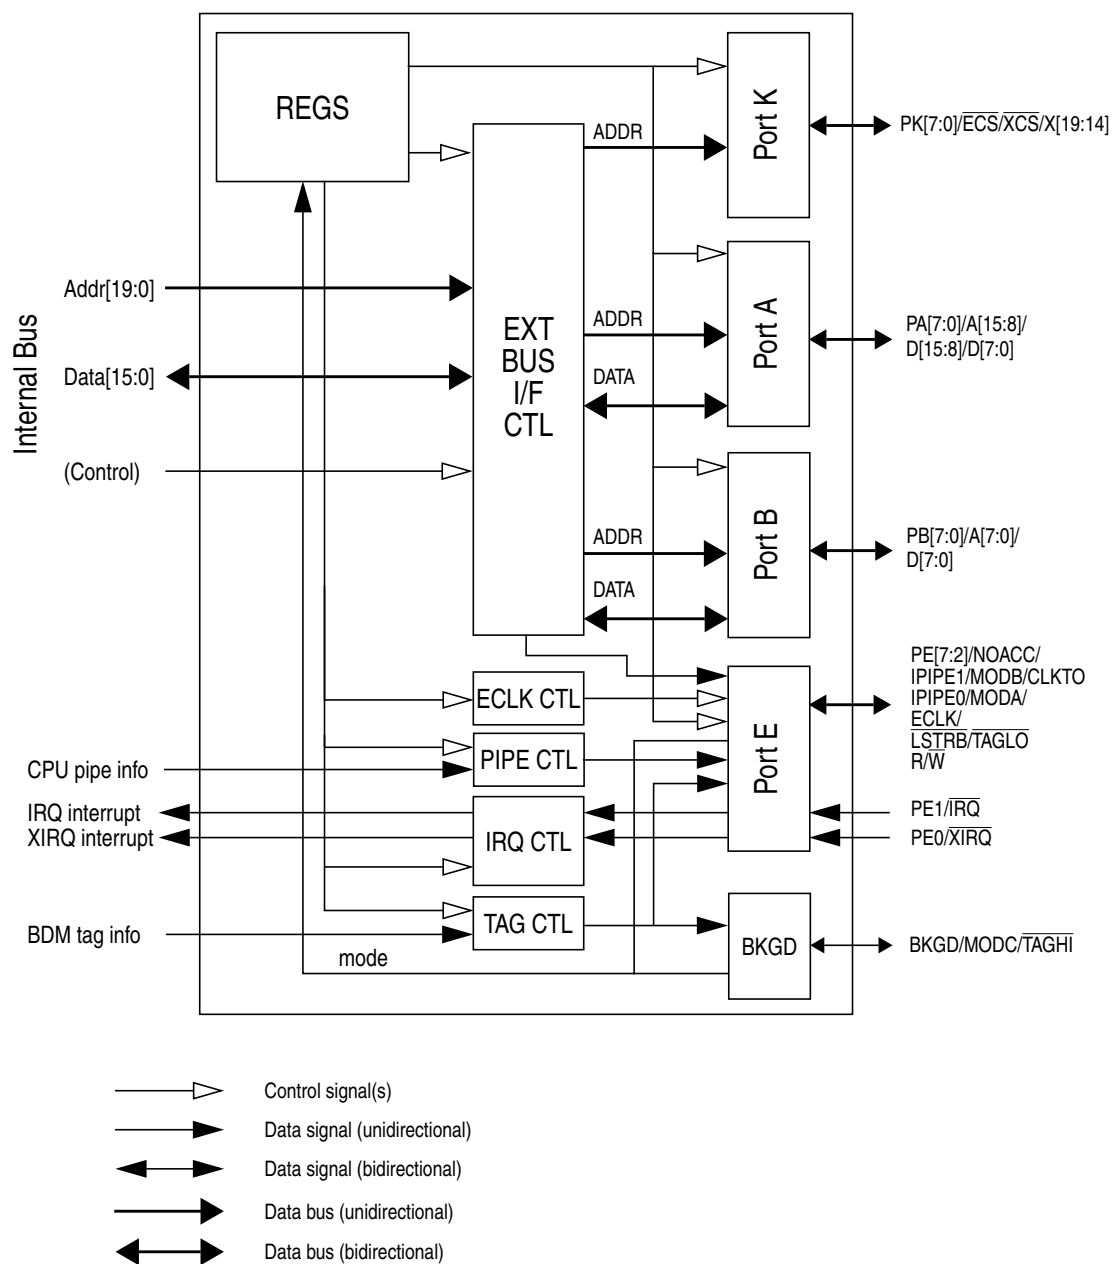 REGS
Port K
PK[7:0]/ECS/XCS/X[19:14]
ADDR
Internal Bus
Addr[19:0]
Data[15:0]
(Control)
EXT
BUS
I/F
CTL
ADDR
DATA
Port A
PA[7:0]/A[15:8]/
D[15:8]/D[7:0]
ADDR
DATA
Port B
PB[7:0]/A[7:0]/
D[7:0]
ECLK CTL
PIPE CTL
IRQ CTL
TAG CTL
Port E
PE[7:2]/NOACC/
IPIPE1/MODB/CLKTO
IPIPE0/MODA/
ECLK/
LSTRB/TAGLO
R/W
CPU pipe info
IRQ interrupt
XIRQ interrupt
PE1/IRQ
PE0/XIRQ
BDM tag info
mode
BKGD
BKGD/MODC/TAGHI
Control signal(s)
Data signal (unidirectional)
Data signal (bidirectional)
Data bus (unidirectional)
Data bus (bidirectional)